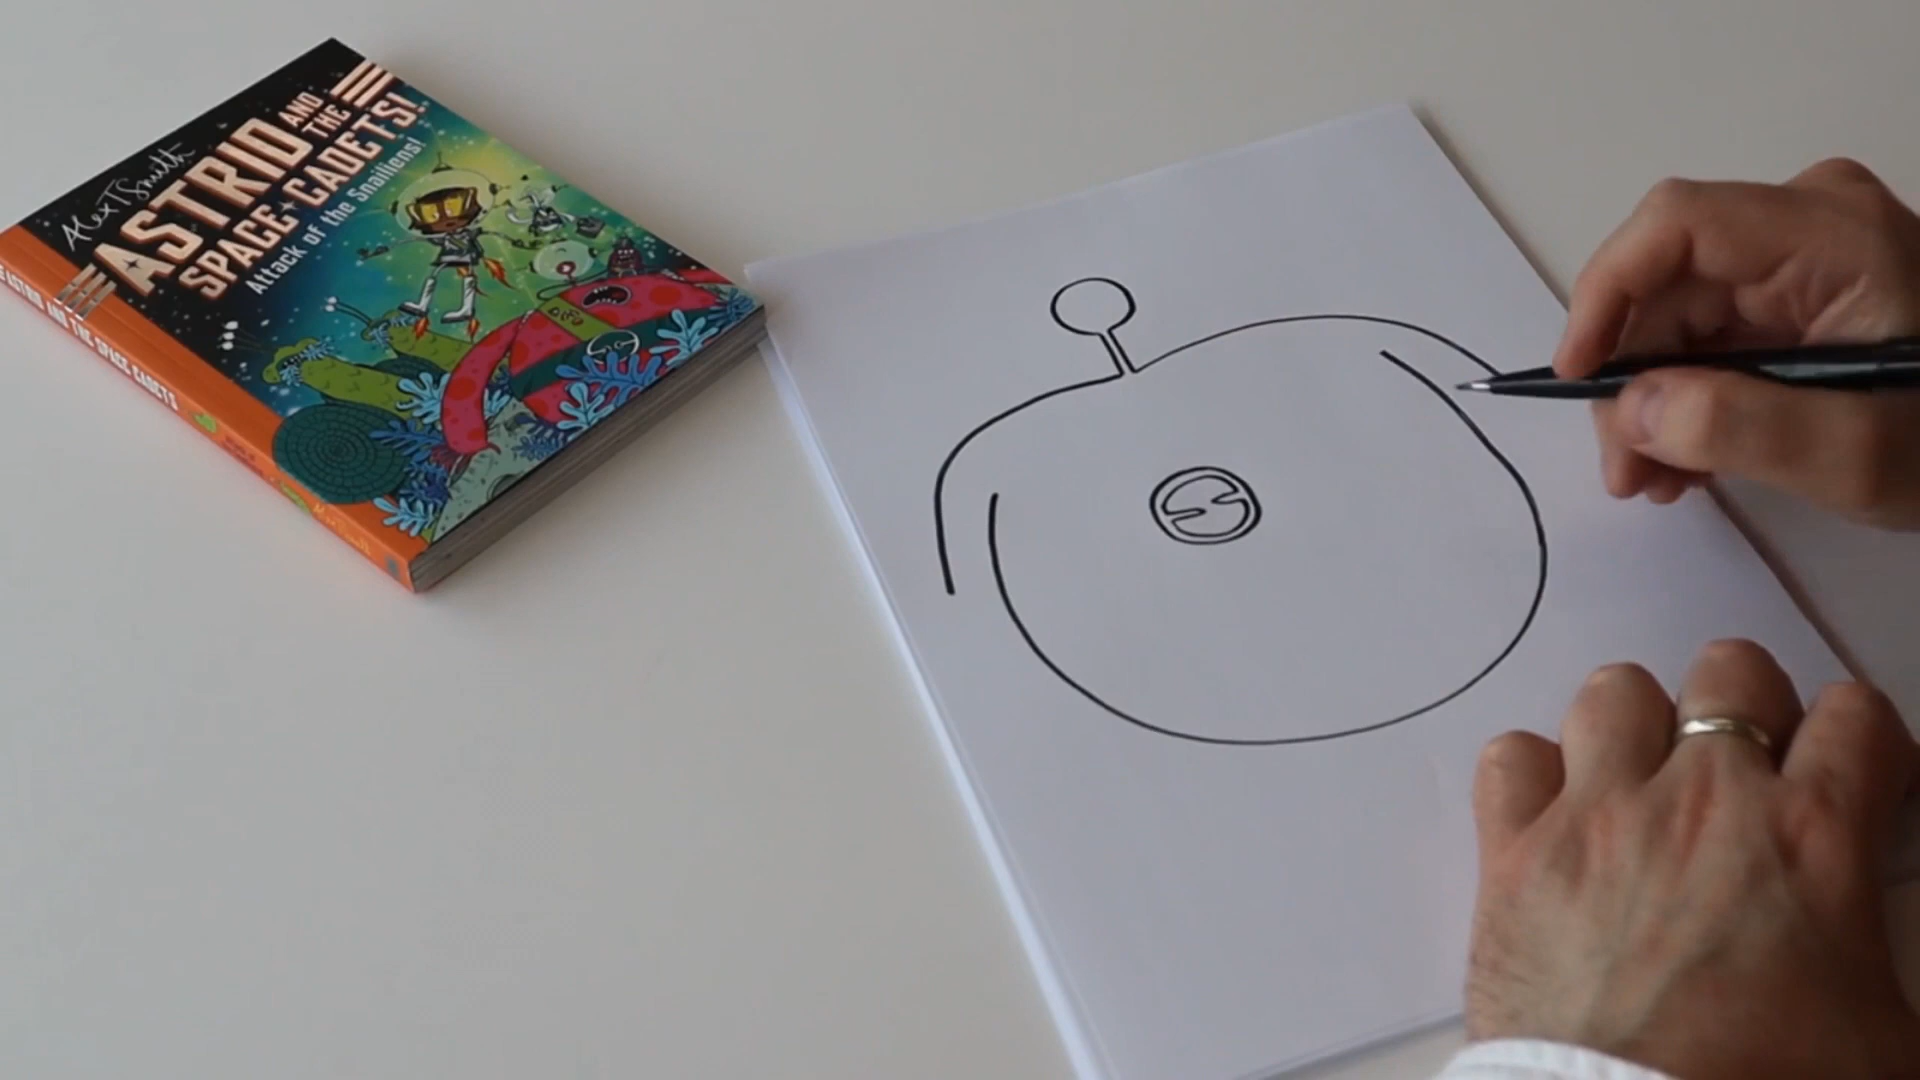 Alex T Smith
ASTRID AND THE
SPACE CADETS!
Attack of the Snailiens!
ASTRID AND THE SPACE CADETS